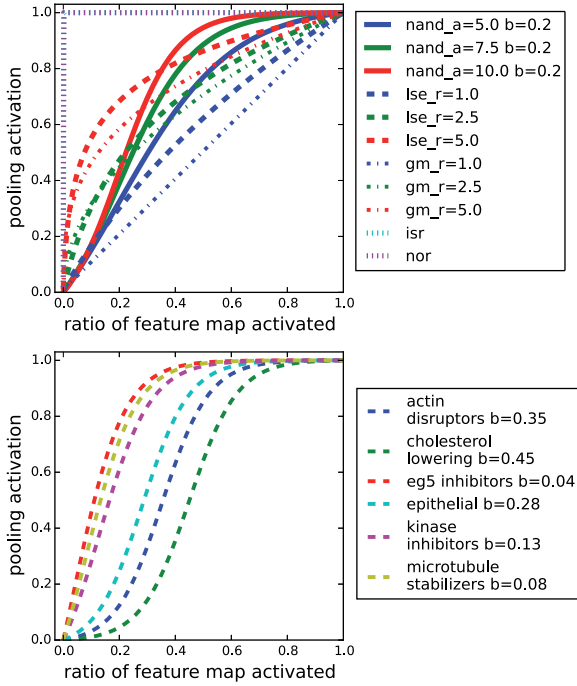 1.0
0.8
0.6
0.4
0.2
0.0
pooling activation
0.0 0.2 0.4 0.6 0.8 1.0
ratio of feature map activated
nand_a=5.0 b=0.2
nand_a=7.5 b=0.2
nand_a=10.0 b=0.2
lse_r=1.0
lse_r=2.5
lse_r=5.0
gm_r=1.0
gm_r=2.5
gm_r=5.0
isr
nor
1.0
0.8
0.6
0.4
0.2
0.0
pooling activation
0.0 0.2 0.4 0.6 0.8 1.0
ratio of feature map activated
actin
disruptors b=0.35
cholesterol
lowering b=0.45
eg5 inhibitors b=0.04
epithelial b=0.28
kinase
inhibitors b=0.13
microtubule
stabilizers b=0.08